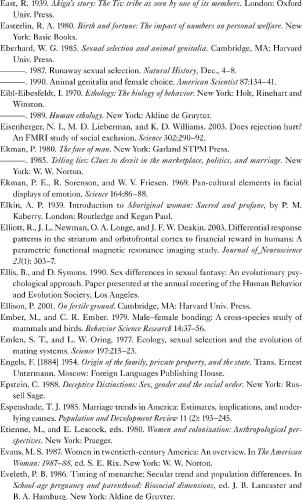 East, R. 1939. Akiga's story: The Tiv tribe as seen by one of its members. London: Oxford
Univ. Press.
Easterlin, R. A. 1980. Birth and fortune: The impact of numbers on personal welfare. New
York: Basic Books.
Eberhard, W. G. 1985. Sexual selection and animal genitalia. Cambridge, MA: Harvard
Univ. Press.
———. 1987. Runaway sexual selection. Natural History, Dec., 4–8.
———. 1990. Animal genitalia and female choice. American Scientist 87:134–41.
Eibl-Eibesfeldt, I. 1970. Ethology: The biology of behavior. New York: Holt, Rinehart and
Winston.
———. 1989. Human ethology. New York: Aldine de Gruyter.
Eisenberger, N. I., M. D. Lieberman, and K. D. Williams. 2003. Does rejection hurt?
An FMRI study of social exclusion. Science 302:290–92.
Ekman, P. 1980. The face of man. New York: Garland STPM Press.
———. 1985. Telling lies: Clues to deceit in the marketplace, politics, and marriage. New
York: W. W. Norton.
Ekman, P. E., R. Sorenson, and W. V. Friesen. 1969. Pan-cultural elements in facial
displays of emotion. Science 164:86–88.
Elkin, A. P. 1939. Introduction to Aboriginal woman: Sacred and profane, by P. M.
Kaberry. London: Routledge and Kegan Paul.
Elliott, R., J. L. Newman, O. A. Longe, and J. F. W. Deakin. 2003. Differential response
patterns in the striatum and orbitofrontal cortex to financial reward in humans: A
parametric functional magnetic resonance imaging study. Journal of Neuroscience
23(1): 303–7.
Ellis, B., and D. Symons. 1990. Sex differences in sexual fantasy: An evolutionary psy-
chological approach. Paper presented at the annual meeting of the Human Behavior
and Evolution Society, Los Angeles.
Ellison, P. 2001. On fertile ground. Cambridge, MA: Harvard Univ. Press.
Ember, M., and C. R. Ember. 1979. Male–female bonding: A cross-species study of
mammals and birds. Behavior Science Research 14:37–56.
Emlen, S. T., and L. W. Oring. 1977. Ecology, sexual selection and the evolution of
mating systems. Science 197:215–23.
Engels, F. [1884] 1954. Origin of the family, private property, and the state. Trans. Ernest
Untermann. Moscow: Foreign Languages Publishing House.
Epstein, C. 1988. Deceptive Distinctions: Sex, gender and the social order. New York: Rus-
sell Sage.
Espenshade, T. J. 1985. Marriage trends in America: Estimates, implications, and under-
lying causes. Population and Development Review 11 (2): 193–245.
Etienne, M., and E. Leacock, eds. 1980. Women and colonisation: Anthropological per-
spectives. New York: Praeger.
Evans, M. S. 1987. Women in twentieth-century America: An overview. In The American
Woman: 1987–88, ed. S. E. Rix. New York: W. W. Norton.
Eveleth, P. B. 1986. Timing of menarche: Secular trend and population differences. In
School-age pregnancy and parenthood: Biosocial dimensions, ed. J. B. Lancaster and
B. A. Hamburg. New York: Aldine de Gruyter.